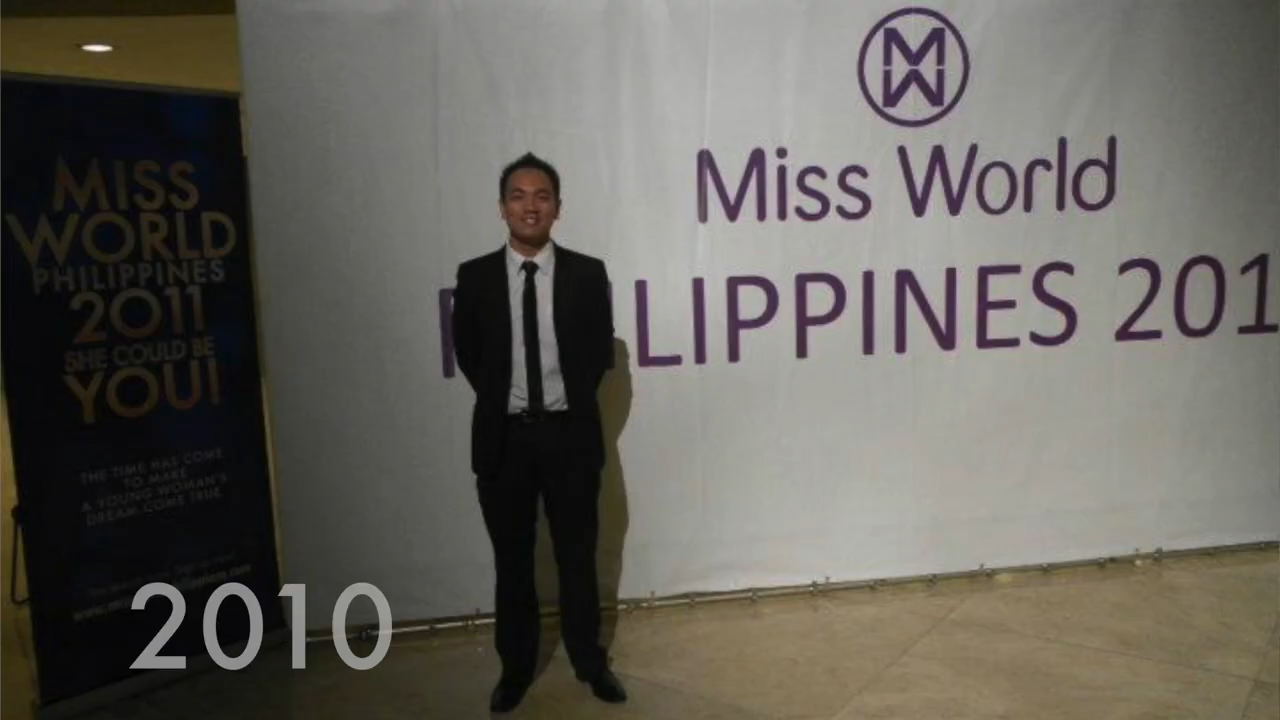 MISS
WORLD
PHILIPPINES
2011
SHE COULD BE
YOU!
THE TIME HAS COME
TO MAKE
A YOUNG WOMAN'S
DREAM COME TRUE
Miss World
LIPPINES 201
2010